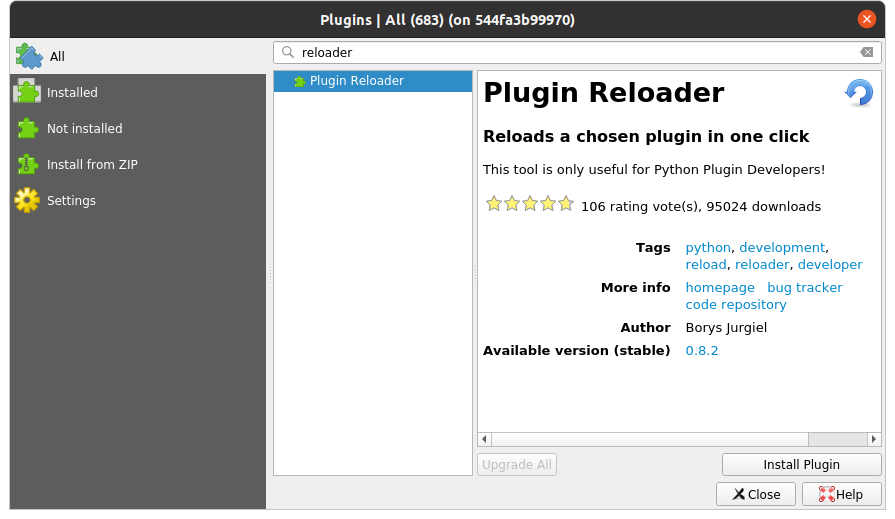 Plugins | All (683) (on 544fa3b99970)
All
Installed
Not installed
Install from ZIP
Settings
reloader
Plugin Reloader
Plugin Reloader
Reloads a chosen plugin in one click
This tool is only useful for Python Plugin Developers!
106 rating vote(s), 95024 downloads
Tags python, development,
reload, reloader, developer
More info homepage bug tracker
code repository
Author Borys Jurgiel
Available version (stable) 0.8.2
Upgrade All
Install Plugin
Close
Help